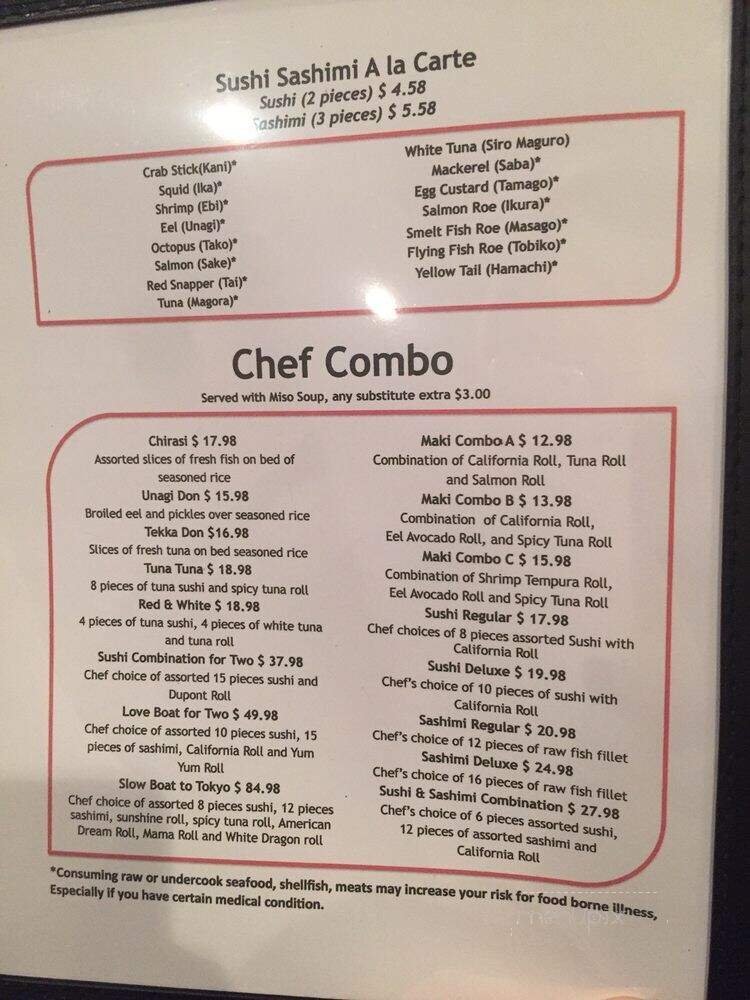 Sushi Sashimi A la Carte
Sushi (2 pieces) $ 4.58
Sashimi (3 pieces) $ 5.58
Crab Stick(Kani)*
Squid (Ika)*
Shrimp (Ebi)*
Eel (Unagi)*
Octopus (Tako)*
Salmon (Sake)*
Red Snapper (Tai)*
Tuna (Magora)*
White Tuna (Siro Maguro)
Mackerel (Saba)*
Egg Custard (Tamago)*
Salmon Roe (Ikura)*
Smelt Fish Roe (Masago)*
Flying Fish Roe (Tobiko)*
Yellow Tail (Hamachi)*
Chef Combo
Served with Miso Soup, any substitute extra $3.00
Chirasi $ 17.98
Assorted slices of fresh fish on bed of
seasoned rice
Unagi Don $ 15.98
Broiled eel and pickles over seasoned rice
Tekka Don $16.98
Slices of fresh tuna on bed seasoned rice
Tuna Tuna $ 18.98
8 pieces of tuna sushi and spicy tuna roll
Red & White $ 18.98
4 pieces of tuna sushi, 4 pieces of white tuna
and tuna roll
Sushi Combination for Two $ 37.98
Chef choice of assorted 15 pieces sushi and
Dupont Roll
Love Boat for Two $ 49.98
Chef choice of assorted 10 pieces sushi, 15
pieces of sashimi, California Roll and Yum
Yum Roll
Slow Boat to Tokyo $ 84.98
Chef choice of assorted 8 pieces sushi, 12 pieces
sashimi, sunshine roll, spicy tuna roll, American
Dream Roll, Mama Roll and White Dragon roll
Maki Combo A $ 12.98
Combination of California Roll, Tuna Roll
and Salmon Roll
Maki Combo B $ 13.98
Combination of California Roll,
Eel Avocado Roll, and Spicy Tuna Roll
Maki Combo C $ 15.98
Combination of Shrimp Tempura Roll,
Eel Avocado Roll and Spicy Tuna Roll
Sushi Regular $ 17.98
Chef choices of 8 pieces assorted Sushi with
California Roll
Sushi Deluxe $ 19.98
Chef's choice of 10 pieces of sushi with
California Roll
Sashimi Regular $ 20.98
Chef's choice of 12 pieces of raw fish fillet
Sashimi Deluxe $ 24.98
Chef's choice of 16 pieces of raw fish fillet
Sushi & Sashimi Combination $ 27.98
Chef's choice of 6 pieces assorted sushi,
12 pieces of assorted sashimi and
California Roll
*Consuming raw or undercook seafood, shellfish, meats may increase your risk for food borne illness,
Especially if you have certain medical condition.